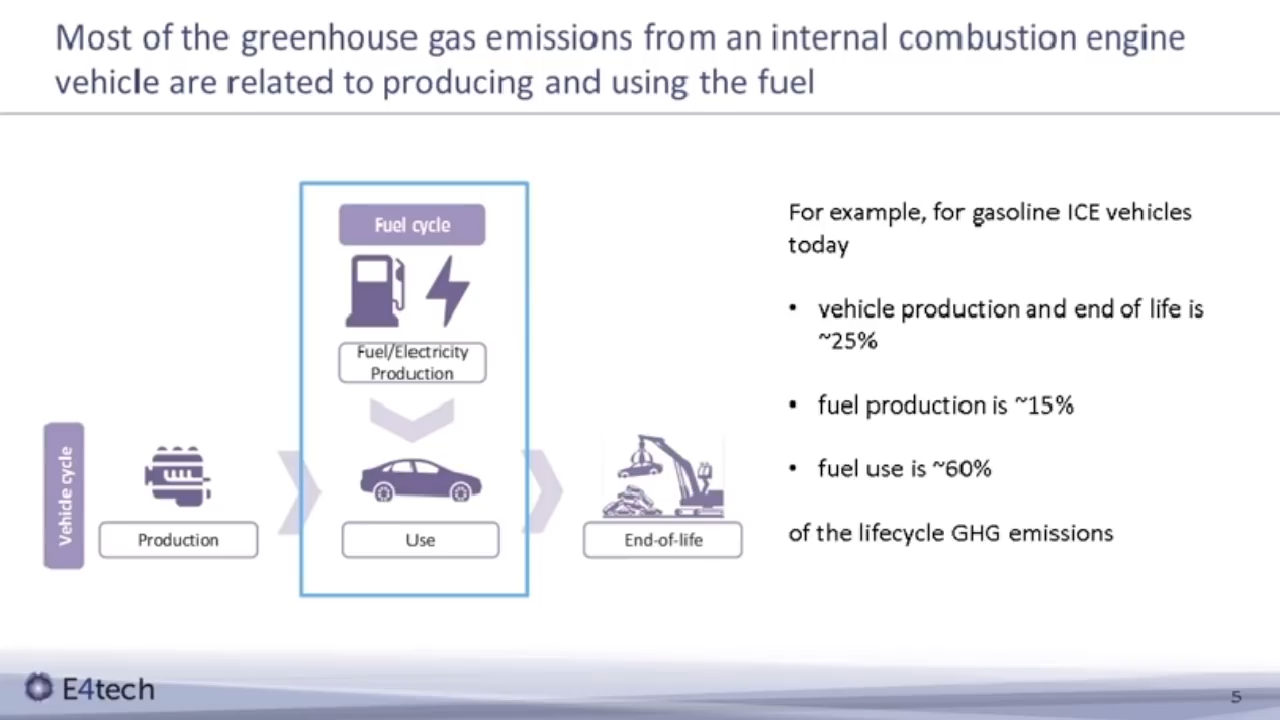 Most of the greenhouse gas emissions from an internal combustion engine
vehicle are related to producing and using the fuel
Fuel cycle
Fuel/Electricity
Production
Vehicle cycle
Production
Use
End-of-life
For example, for gasoline ICE vehicles
today
• vehicle production and end of life is
~25%
• fuel production is ~15%
• fuel use is ~60%
of the lifecycle GHG emissions
E4tech
5